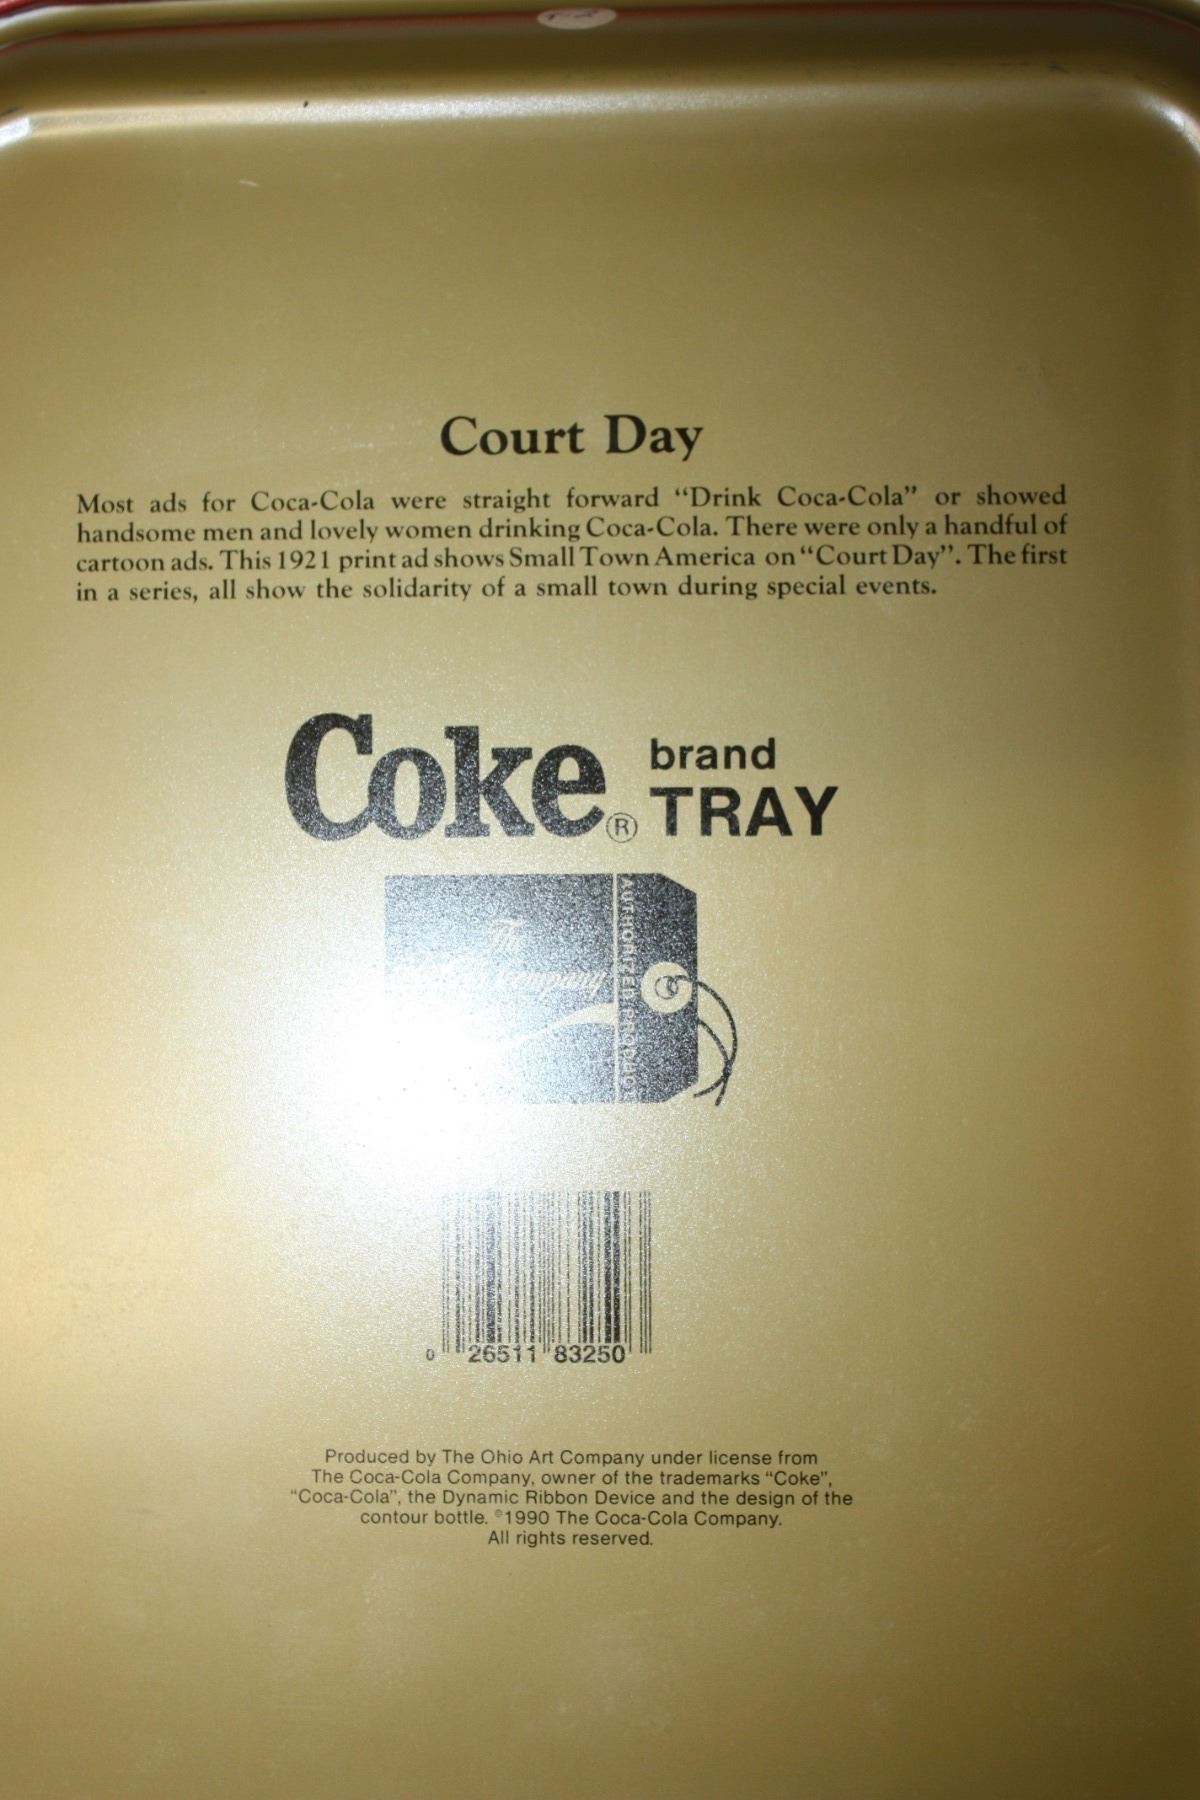 Court Day
Most ads for Coca-Cola were straight forward “Drink Coca-Cola” or showed
handsome men and lovely women drinking Coca-Cola. There were only a handful of
cartoon ads. This 1921 print ad shows Small Town America on “Court Day”. The first
in a series, all show the solidarity of a small town during special events.
Coke® brand
TRAY
AUTHORIZED PRODUCT
0 26511 83250
Produced by The Ohio Art Company under license from
The Coca-Cola Company, owner of the trademarks “Coke”,
“Coca-Cola”, the Dynamic Ribbon Device and the design of the
contour bottle. ©1990 The Coca-Cola Company.
All rights reserved.